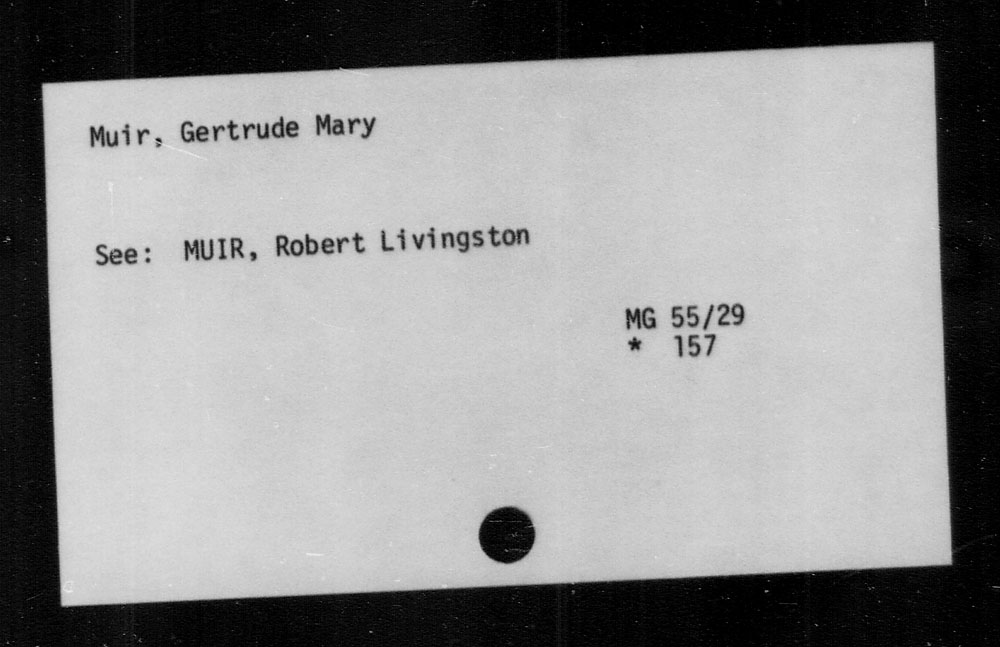 Muir, Gertrude Mary
See: MUIR, Robert Livingston
MG 55/29
* 157